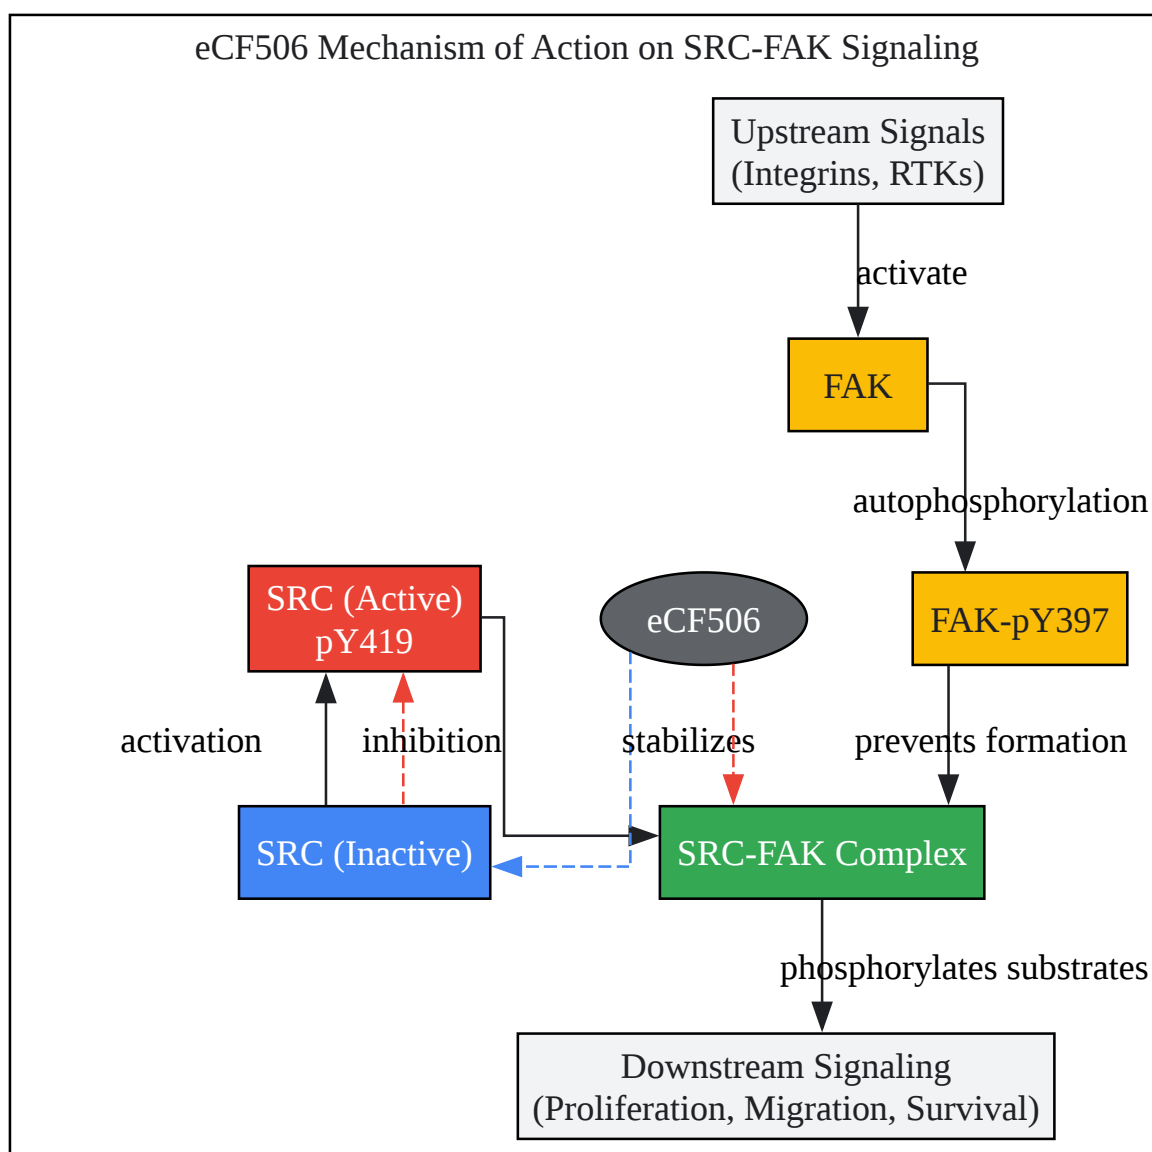 eCF506 Mechanism of Action on SRC-FAK Signaling
Upstream Signals
(Integrins, RTKs)
activate
FAK
autophosphorylation
SRC (Active)
pY419
eCF506
FAK-pY397
activation
inhibition
stabilizes
prevents formation
SRC (Inactive)
SRC-FAK Complex
phosphorylates substrates
Downstream Signaling
(Proliferation, Migration, Survival)